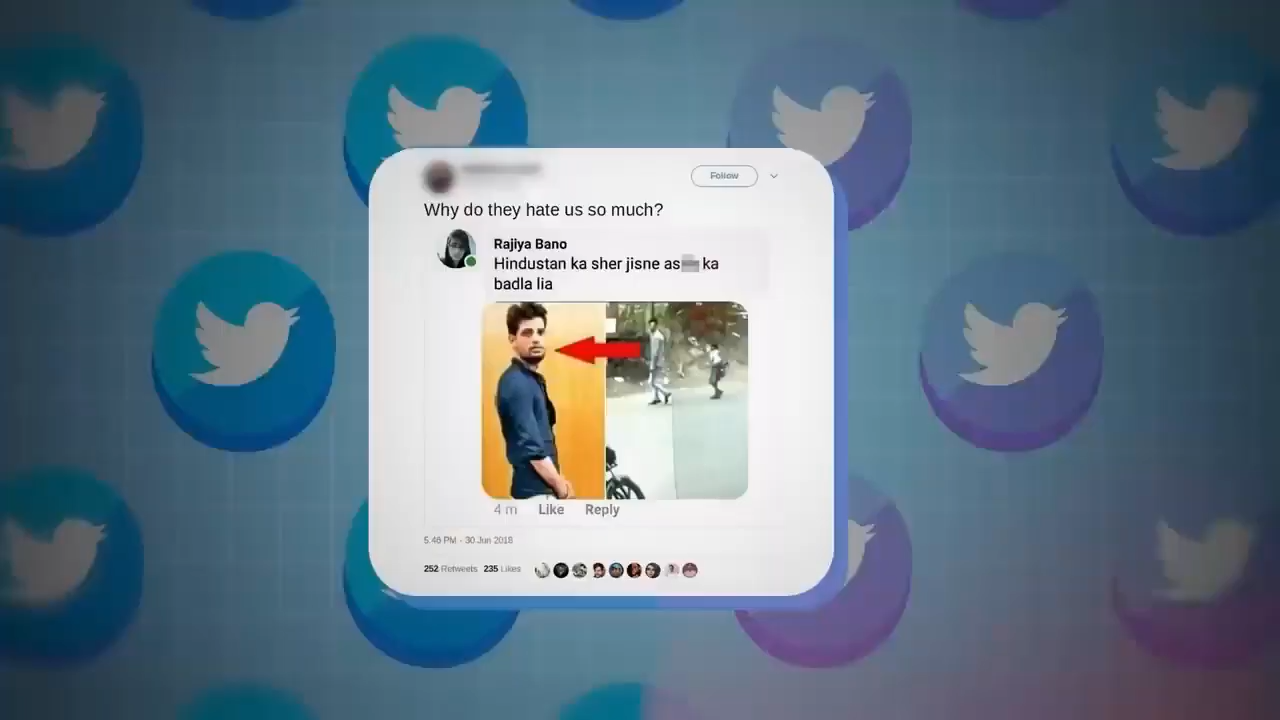 Follow
Why do they hate us so much?
Rajiya Bano
Hindustan ka sher jisne as ka
badla lia
4 m Like Reply
5:46 PM - 30 Jun 2018
252 Retweets 235 Likes